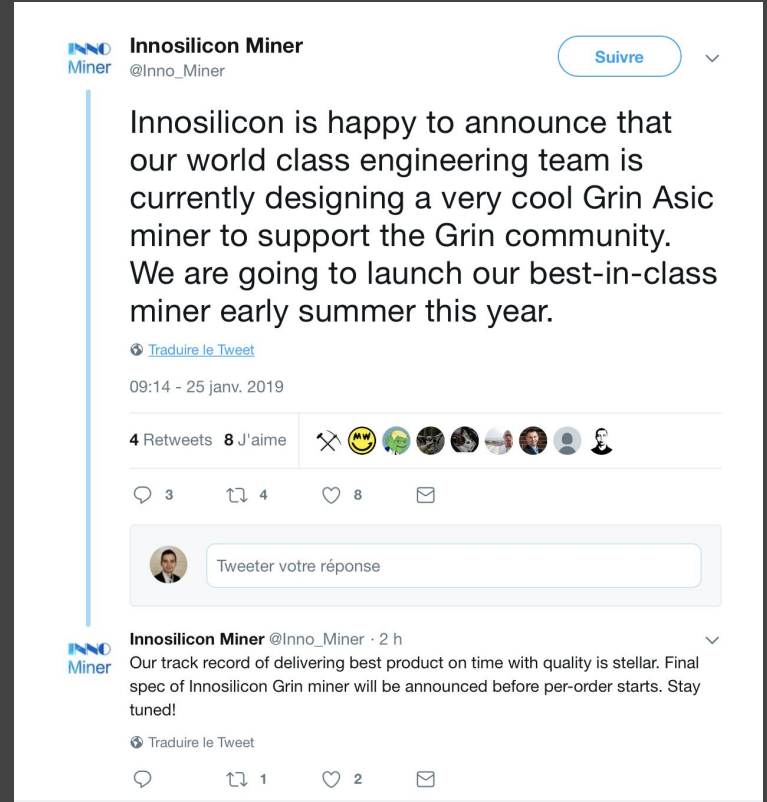 INNO
Miner
Innosilicon Miner
@Inno_Miner
Suivre
Innosilicon is happy to announce that
our world class engineering team is
currently designing a very cool Grin Asic
miner to support the Grin community.
We are going to launch our best-in-class
miner early summer this year.
Traduire le Tweet
09:14 - 25 janv. 2019
4 Retweets 8 J'aime
MW
3 4 8
Tweeter votre réponse
INNO
Miner
Innosilicon Miner @Inno_Miner · 2 h
Our track record of delivering best product on time with quality is stellar. Final
spec of Innosilicon Grin miner will be announced before per-order starts. Stay
tuned!
Traduire le Tweet
1 2